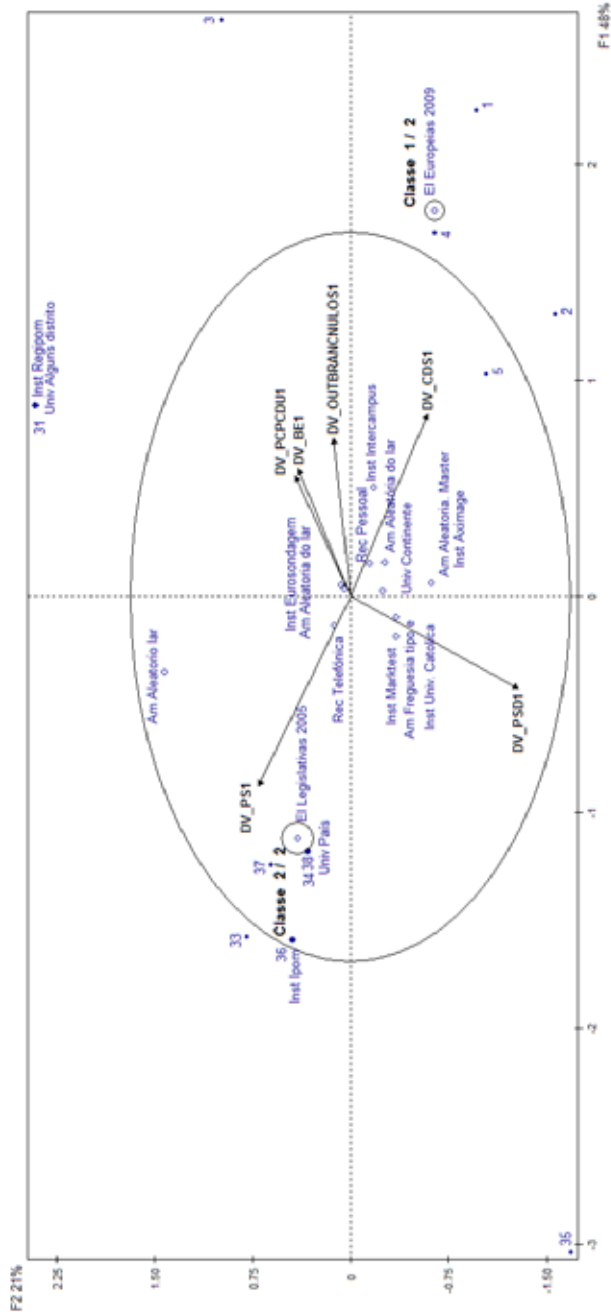 F2 21%
2.25
1.50
0.75
0
-0.75
-1.50
-3
-2
-1
0
1
2
F1 48%
31
Inst Regipom
Univ Alguns distrito
3
Am Aleatorio lar
DV_PCPCDU1
DV_BE1
DV_OUTBRANCNULOS1
Inst Eurosondagem
Am Aleatoria do lar
DV_PS1
Rec Telefónica
Rec Pessoal
Inst Intercampus
Am Aleatória do lar
Univ Continente
DV_CDS1
Am Aleatoria. Master
Inst Aximage
Inst Marktest
Am Freguesia tipo/e
Inst Univ. Catolica
DV_PSD1
El Legislativas 2005
Classe 2 / 2
37
34 38
Univ País
33
36
Inst Ipom
35
Classe 1 / 2
El Europeias 2009
4
1
5
2